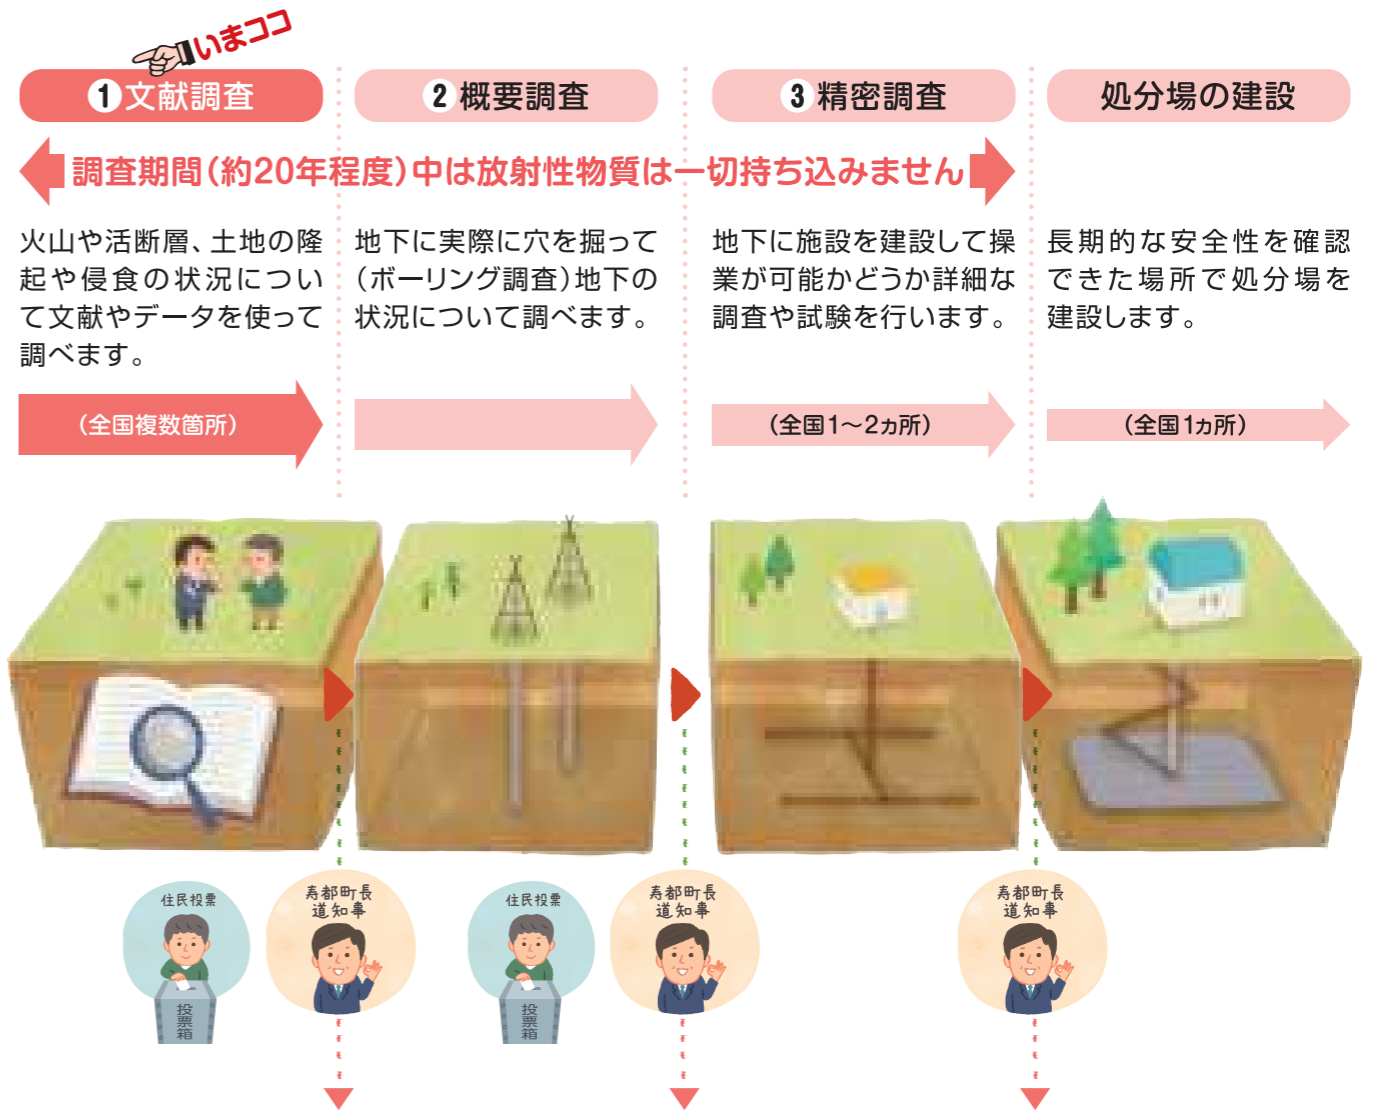 いまココ
1 文献調査
2 概要調査
3 精密調査
処分場の建設
調査期間（約20年程度）中は放射性物質は一切持ち込みません
火山や活断層、土地の隆
起や侵食の状況につい
て文献やデータを使って
調べます。
地下に実際に穴を掘って
（ボーリング調査）地下の
状況について調べます。
地下に施設を建設して操
業が可能かどうか詳細な
調査や試験を行います。
長期的な安全性を確認
できた場所で処分場を
建設します。
（全国複数箇所）
（全国1～2ヵ所）
（全国1ヵ所）
住民投票
投票箱
寿都町長
道知事
住民投票
投票箱
寿都町長
道知事
寿都町長
道知事